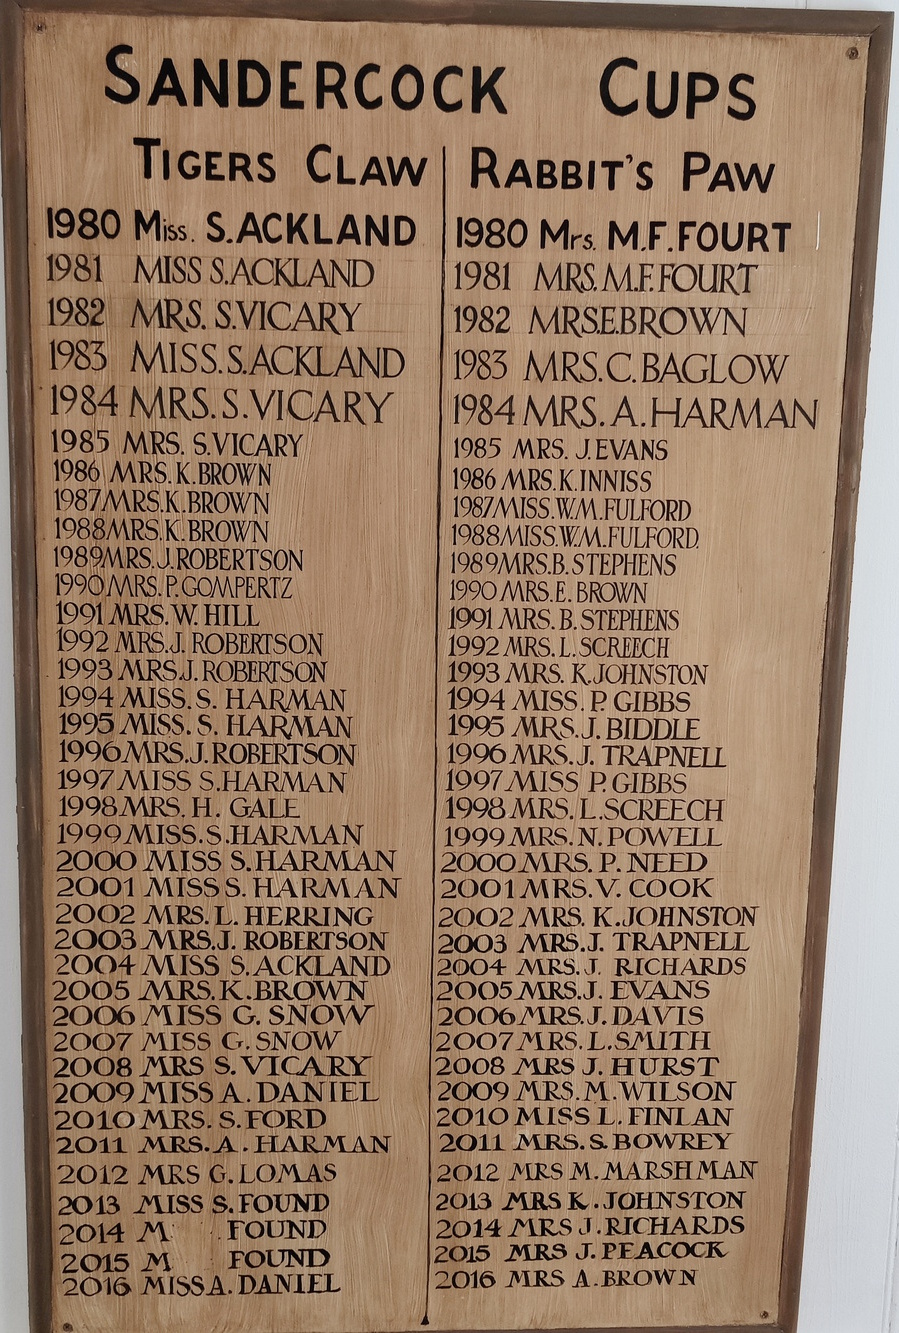 SANDERCOCK CUPS
TIGERS CLAW
1980 Miss. S. ACKLAND
1981 MISS S. ACKLAND
1982 MRS. S. VICARY
1983 MISS. S. ACKLAND
1984 MRS. S. VICARY
1985 MRS. S. VICARY
1986 MRS. K. BROWN
1987 MRS. K. BROWN
1988 MRS. K. BROWN
1989 MRS. J. ROBERTSON
1990 MRS. P. GOMPERTZ
1991 MRS. W. HILL
1992 MRS. J. ROBERTSON
1993 MRS. J. ROBERTSON
1994 MISS. S. HARMAN
1995 MISS. S. HARMAN
1996 MRS. J. ROBERTSON
1997 MISS S. HARMAN
1998 MRS. H. GALE
1999 MISS. S. HARMAN
2000 MISS S. HARMAN
2001 MISS S. HARMAN
2002 MRS. L. HERRING
2003 MRS. J. ROBERTSON
2004 MISS S. ACKLAND
2005 MRS. K. BROWN
2006 MISS G. SNOW
2007 MISS G. SNOW
2008 MRS S. VICARY
2009 MISS A. DANIEL
2010 MRS. S. FORD
2011 MRS. A. HARMAN
2012 MRS G. LOMAS
2013 MISS S. FOUND
2014 M FOUND
2015 M FOUND
2016 MISS A. DANIEL
RABBIT'S PAW
1980 Mrs. M.F. FOURT
1981 MRS. M.F. FOURT
1982 MRS E. BROWN
1983 MRS. C. BAGLOW
1984 MRS. A. HARMAN
1985 MRS. J. EVANS
1986 MRS. K. INNISS
1987 MISS. W.M. FULFORD
1988 MISS. W.M. FULFORD.
1989 MRS. B. STEPHENS
1990 MRS. E. BROWN
1991 MRS. B. STEPHENS
1992 MRS. L. SCREECH
1993 MRS. K. JOHNSTON
1994 MISS. P. GIBBS
1995 MRS. J. BIDDLE
1996 MRS. J. TRAPNELL
1997 MISS P. GIBBS
1998 MRS. L. SCREECH
1999 MRS. N. POWELL
2000 MRS. P. NEED
2001 MRS. V. COOK
2002 MRS. K. JOHNSTON
2003 MRS. J. TRAPNELL
2004 MRS. J. RICHARDS
2005 MRS. J. EVANS
2006 MRS. J. DAVIS
2007 MRS. L. SMITH
2008 MRS J. HURST
2009 MRS. M. WILSON
2010 MISS L. FINLAN
2011 MRS. S. BOWREY
2012 MRS M. MARSHMAN
2013 MRS K. JOHNSTON
2014 MRS J. RICHARDS
2015 MRS J. PEACOCK
2016 MRS A. BROWN